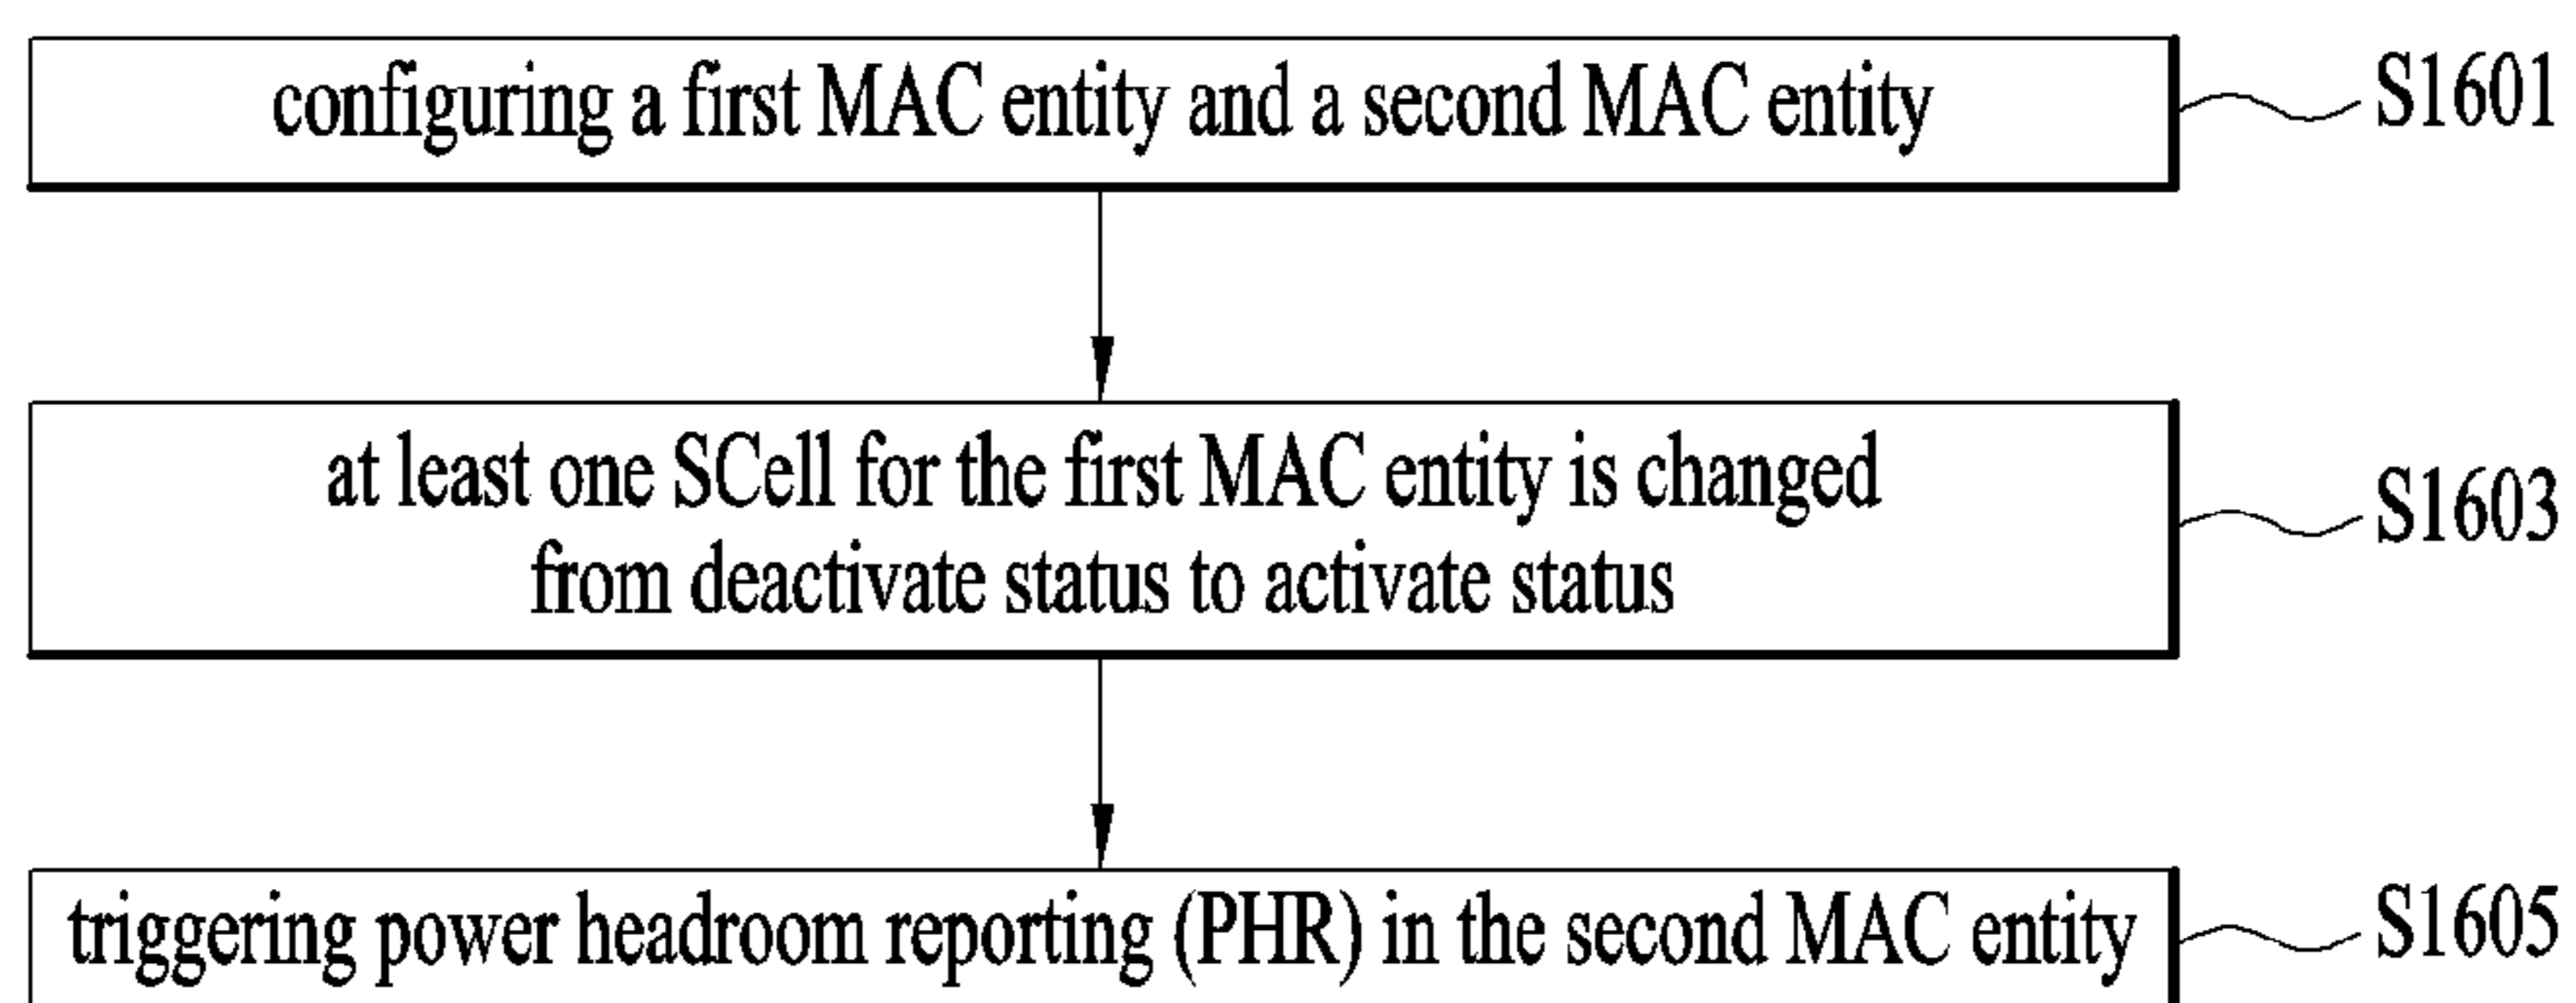 configuring a first MAC entity and a second MAC entity
S1601
at least one SCell for the first MAC entity is changed
from deactivate status to activate status
S1603
triggering power headroom reporting (PHR) in the second MAC entity
S1605